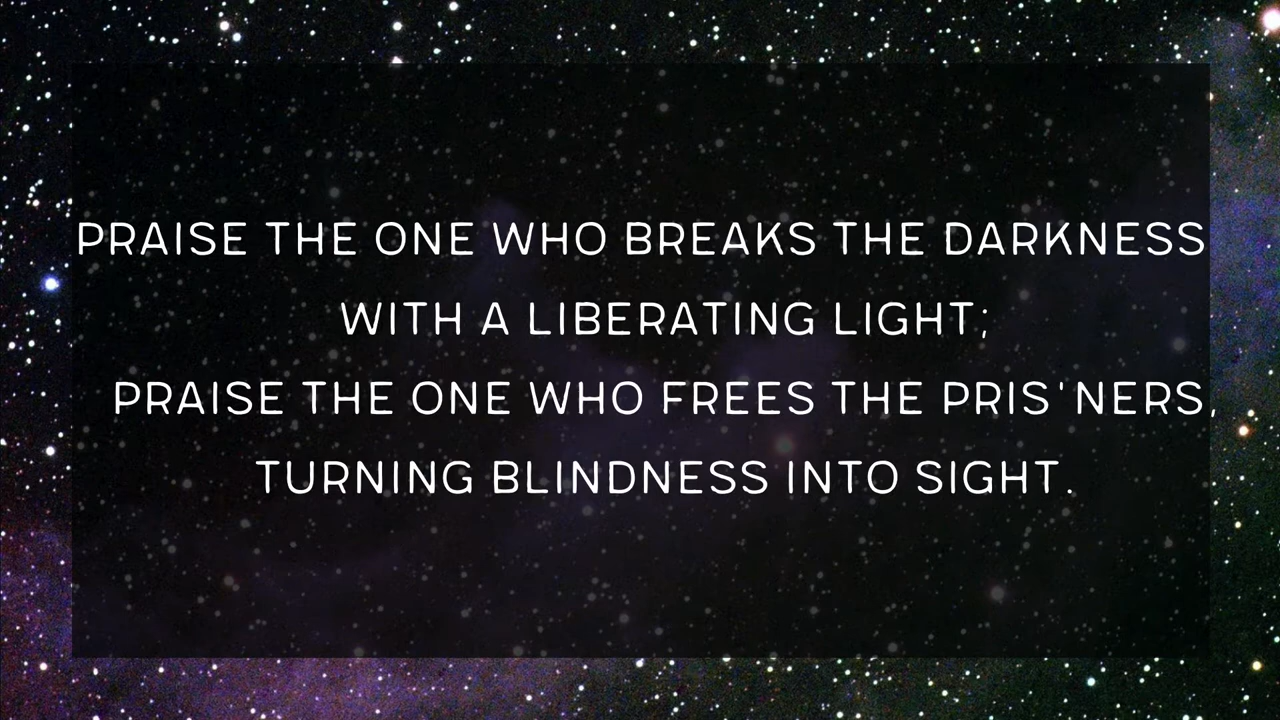 PRAISE THE ONE WHO BREAKS THE DARKNESS
WITH A LIBERATING LIGHT;
PRAISE THE ONE WHO FREES THE PRIS'NERS,
TURNING BLINDNESS INTO SIGHT.